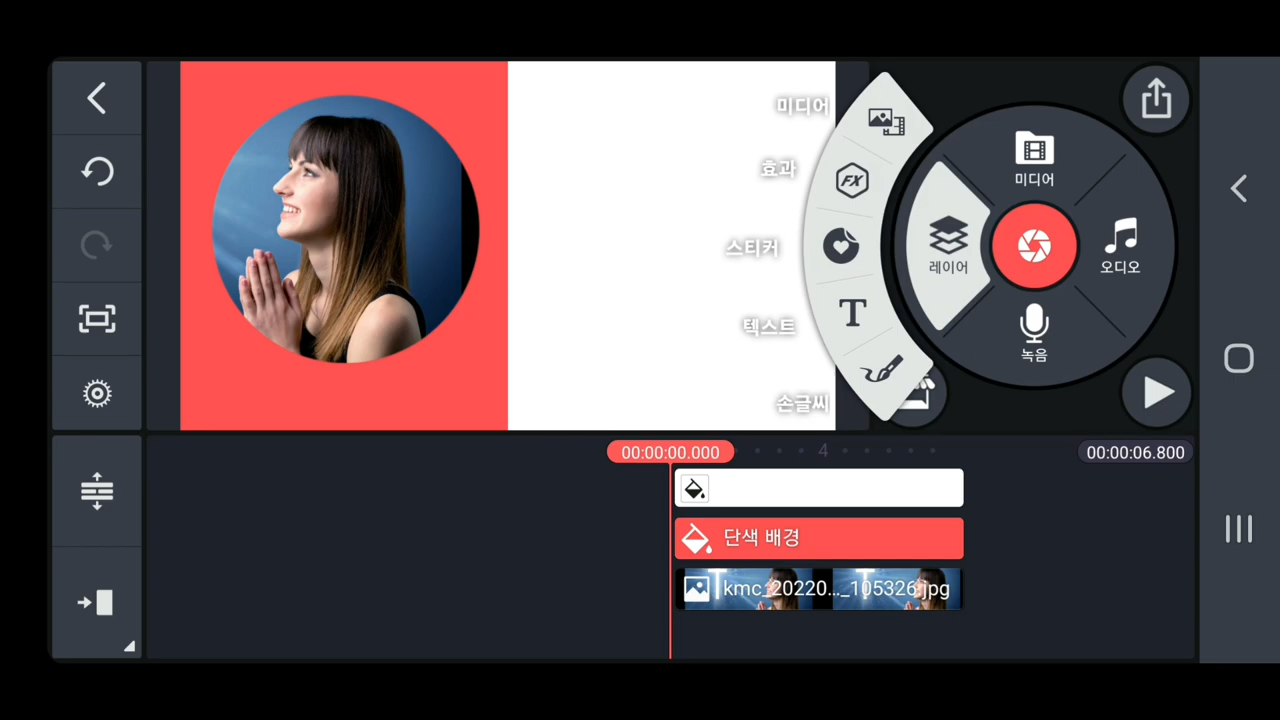 미디어
효과
스티커
텍스트
손글씨
FX
T
미디어
레이어
오디오
녹음
00:00:00.000
4
00:00:06.800
단색 배경
kmc_20220..._105326.jpg